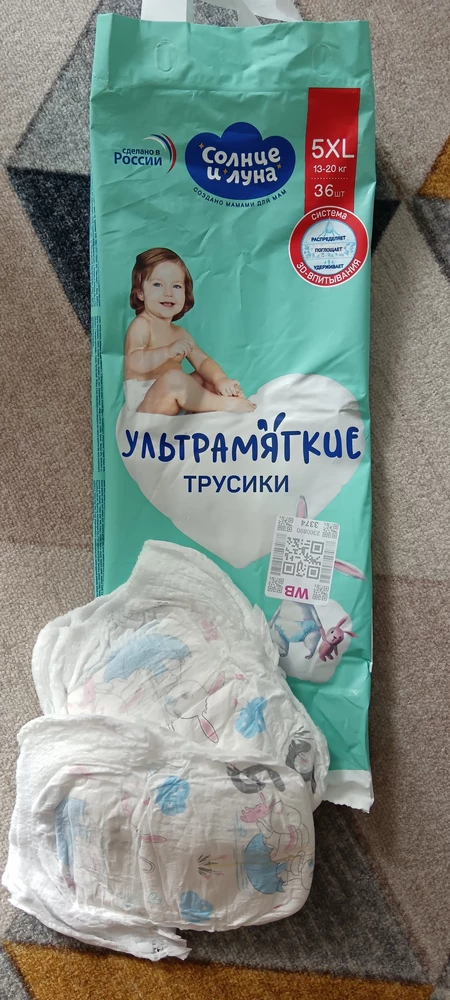 сделано в
России
Солнце
и луна
СОЗДАНО МАМАМИ ДЛЯ МАМ
5XL
13-20 кг
36 шт
система
РАСПРЕДЕЛЯЕТ
ПОГЛОЩАЕТ
УДЕРЖИВАЕТ
3D-ВПИТЫВАНИЯ
УЛЬТРАМЯГКИЕ
ТРУСИКИ
3374
WB